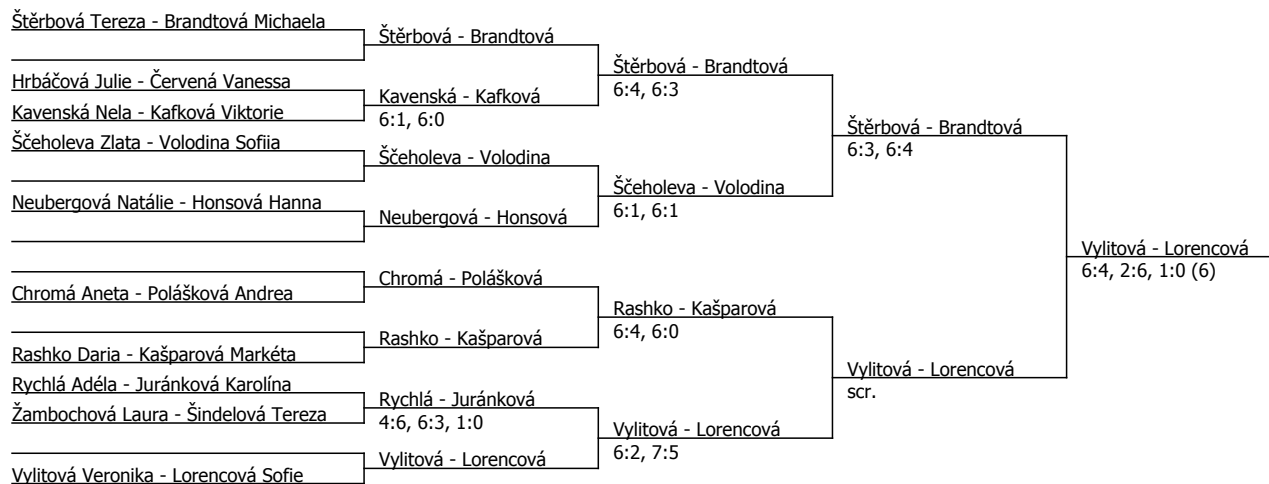 Štěrbová Tereza - Brandtová Michaela
Štěrbová - Brandtová
Štěrbová - Brandtová
6:4, 6:3
Hrbáčová Julie - Červená Vanessa
Kavenská - Kafková
6:1, 6:0
Kavenská Nela - Kafková Viktorie
Štěrbová - Brandtová
6:3, 6:4
Ščeholeva Zlata - Volodina Sofiia
Ščeholeva - Volodina
Ščeholeva - Volodina
6:1, 6:1
Neubergová Natálie - Honsová Hanna
Neubergová - Honsová
Vylitová - Lorencová
6:4, 2:6, 1:0 (6)
Chromá - Polášková
Chromá Aneta - Polášková Andrea
Rashko - Kašparová
6:4, 6:0
Rashko - Kašparová
Rashko Daria - Kašparová Markéta
Vylitová - Lorencová
scr.
Rychlá Adéla - Juránková Karolína
Rychlá - Juránková
4:6, 6:3, 1:0
Žambochová Laura - Šindelová Tereza
Vylitová - Lorencová
6:2, 7:5
Vylitová - Lorencová
Vylitová Veronika - Lorencová Sofie